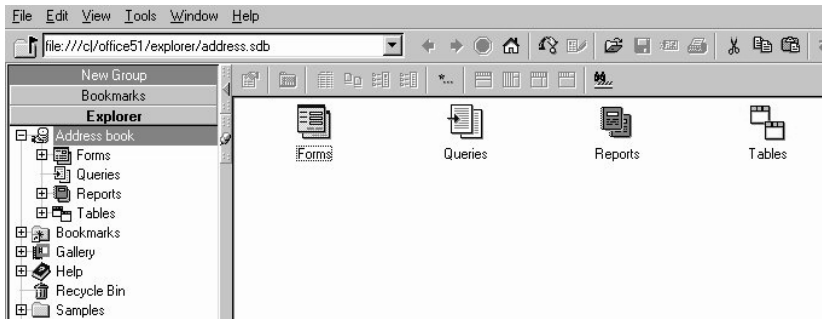 File Edit View Tools Window Help
file:///c|/office51/explorer/address.sdb
New Group
Bookmarks
Explorer
Address book
Forms
Queries
Reports
Tables
Bookmarks
Gallery
Help
Recycle Bin
Samples
Forms Queries Reports Tables